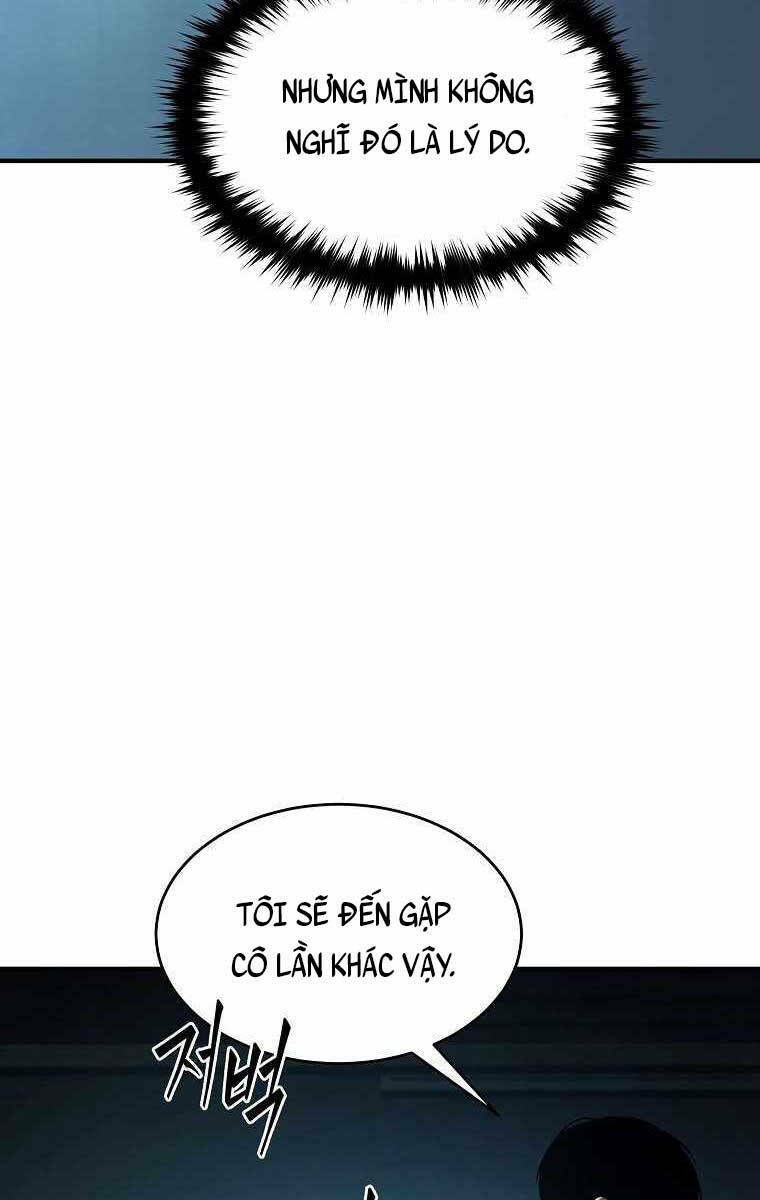 NHƯNG MÌNH KHÔNG
NGHĨ ĐÓ LÀ LÝ DO.
TÔI SẼ ĐẾN GẶP
CÔ LẦN KHÁC VẬY.
저벅